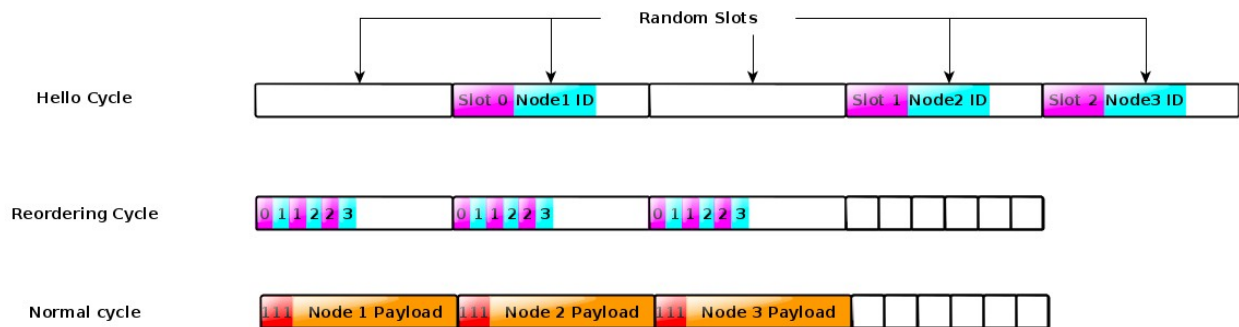 Random Slots
Hello Cycle Slot 0 Node1 ID Slot 1 Node2 ID Slot 2 Node3 ID
Reordering Cycle 0 1 1 2 2 3 0 1 1 2 2 3 0 1 1 2 2 3
Normal cycle 111 Node 1 Payload 111 Node 2 Payload 111 Node 3 Payload